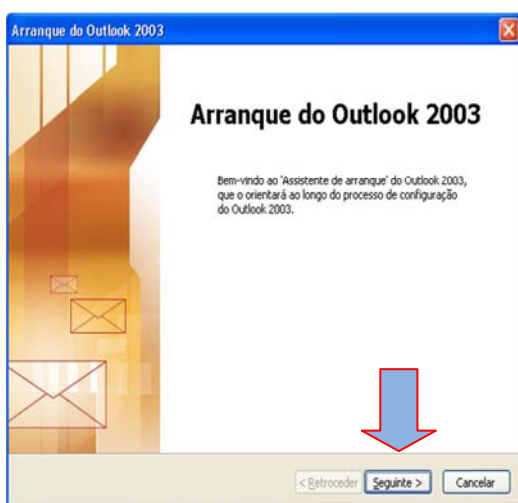 Arranque do Outlook 2003
Arranque do Outlook 2003
Bem-vindo ao 'Assistente de arranque' do Outlook 2003,
que o orientará ao longo do processo de configuração
do Outlook 2003.
< Retroceder Seguinte > Cancelar